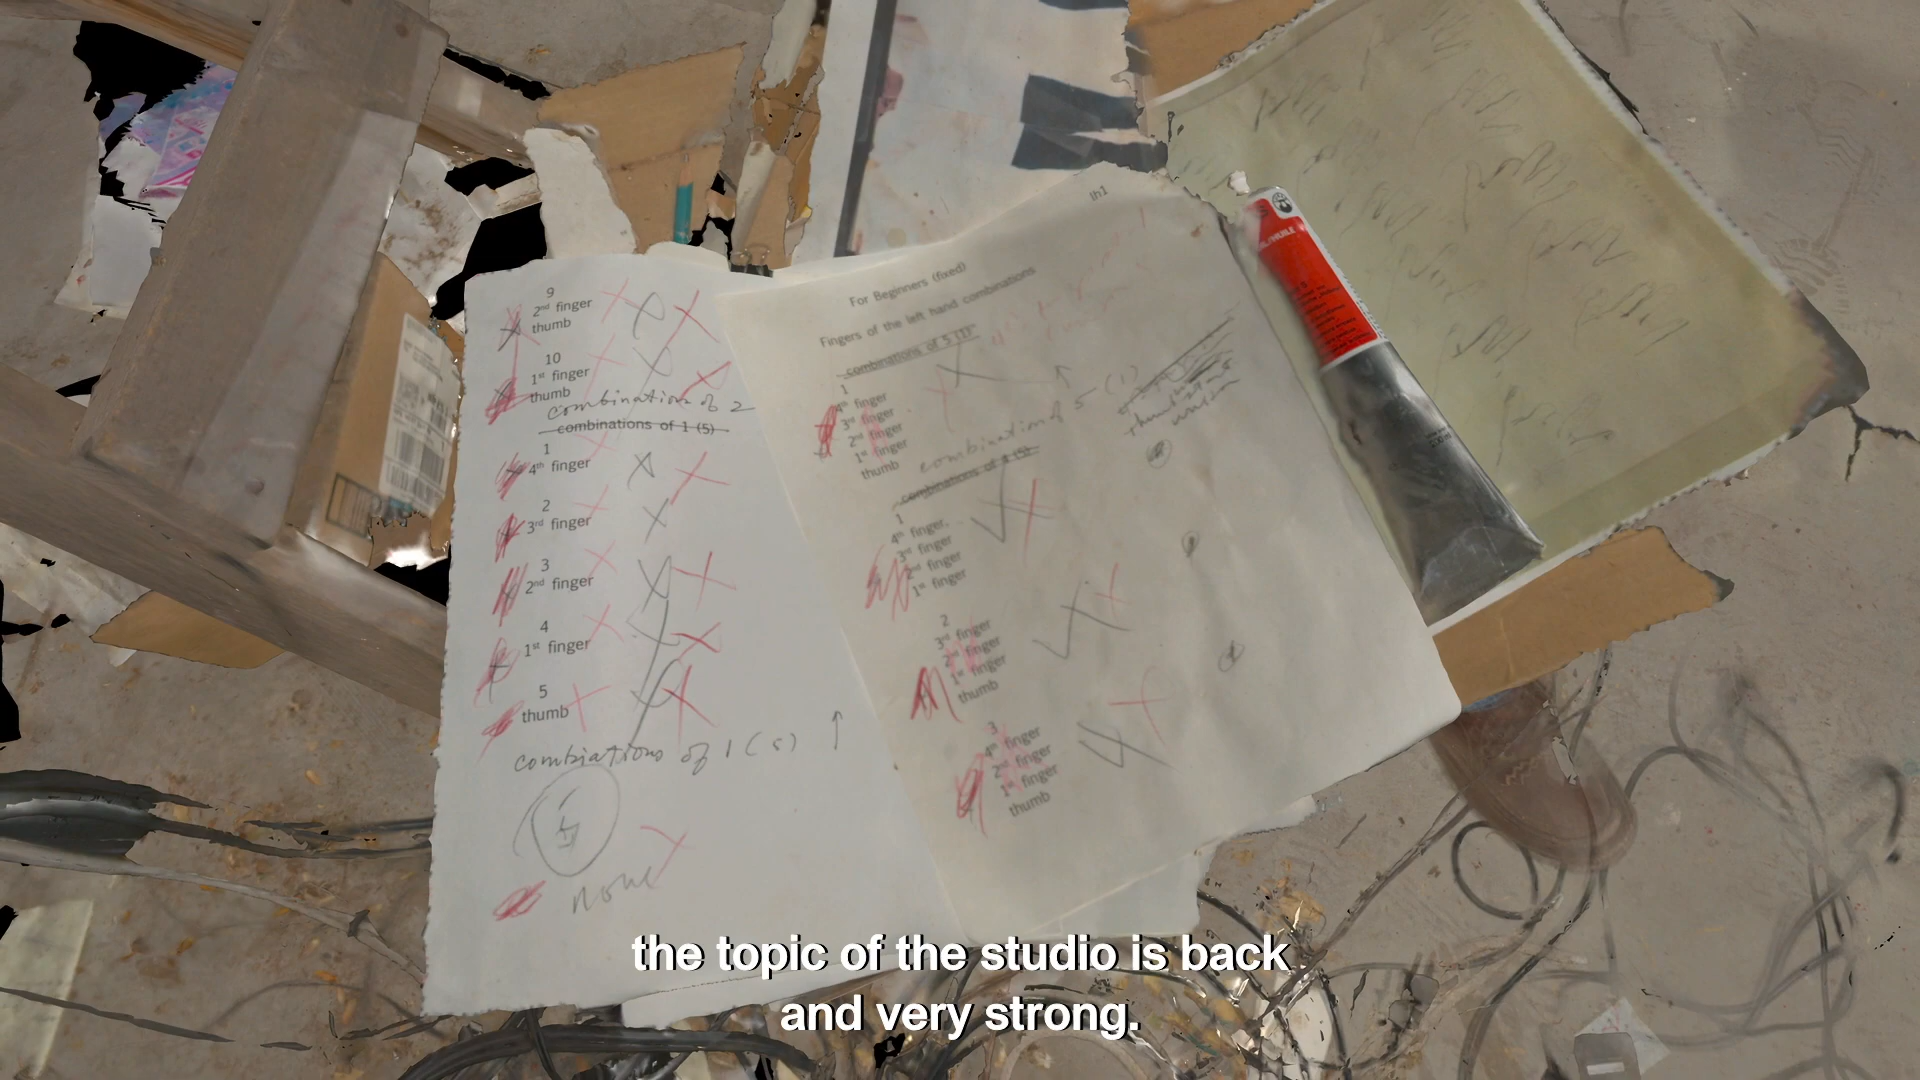 9
2nd finger
thumb
10
1st finger
thumb
combination of 2
combinations of 1 (5)
1
4th finger
2
3rd finger
3
2nd finger
4
1st finger
5
thumb
combiations of 1 (5) ↑
5
none
lh1
For Beginners (fixed)
Fingers of the left hand combinations
combinations of 5 (1)
1
4th finger
3rd finger
2nd finger
1st finger
thumb
combination of 5 (1)
combinations of 4 (5)
1
4th finger
3rd finger
2nd finger
1st finger
2
3rd finger
2nd finger
1st finger
thumb
3
4th finger
2nd finger
1st finger
thumb
the topic of the studio is back
and very strong.